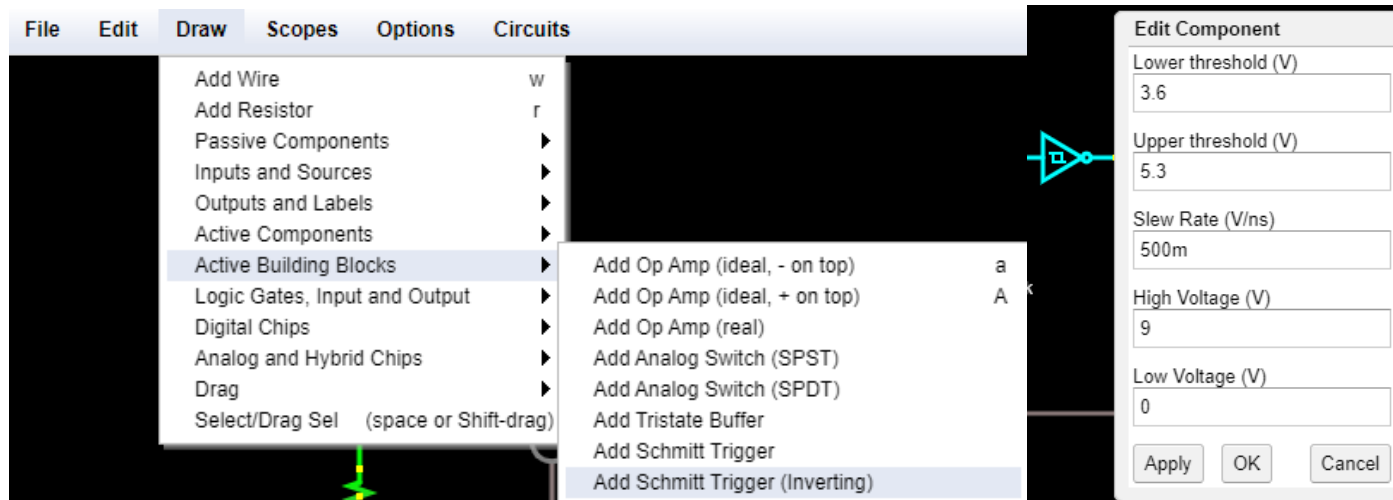 File Edit Draw Scopes Options Circuits
Add Wire w
Add Resistor r
Passive Components
Inputs and Sources
Outputs and Labels
Active Components
Active Building Blocks
Logic Gates, Input and Output
Digital Chips
Analog and Hybrid Chips
Drag
Select/Drag Sel (space or Shift-drag)
Add Op Amp (ideal, - on top) a
Add Op Amp (ideal, + on top) A
Add Op Amp (real)
Add Analog Switch (SPST)
Add Analog Switch (SPDT)
Add Tristate Buffer
Add Schmitt Trigger
Add Schmitt Trigger (Inverting)
k
Edit Component
Lower threshold (V)
3.6
Upper threshold (V)
5.3
Slew Rate (V/ns)
500m
High Voltage (V)
9
Low Voltage (V)
0
Apply OK Cancel